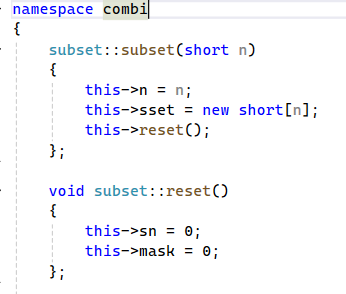 namespace combi
{
    subset::subset(short n)
    {
        this->n = n;
        this->sset = new short[n];
        this->reset();
    };

    void subset::reset()
    {
        this->sn = 0;
        this->mask = 0;
    };